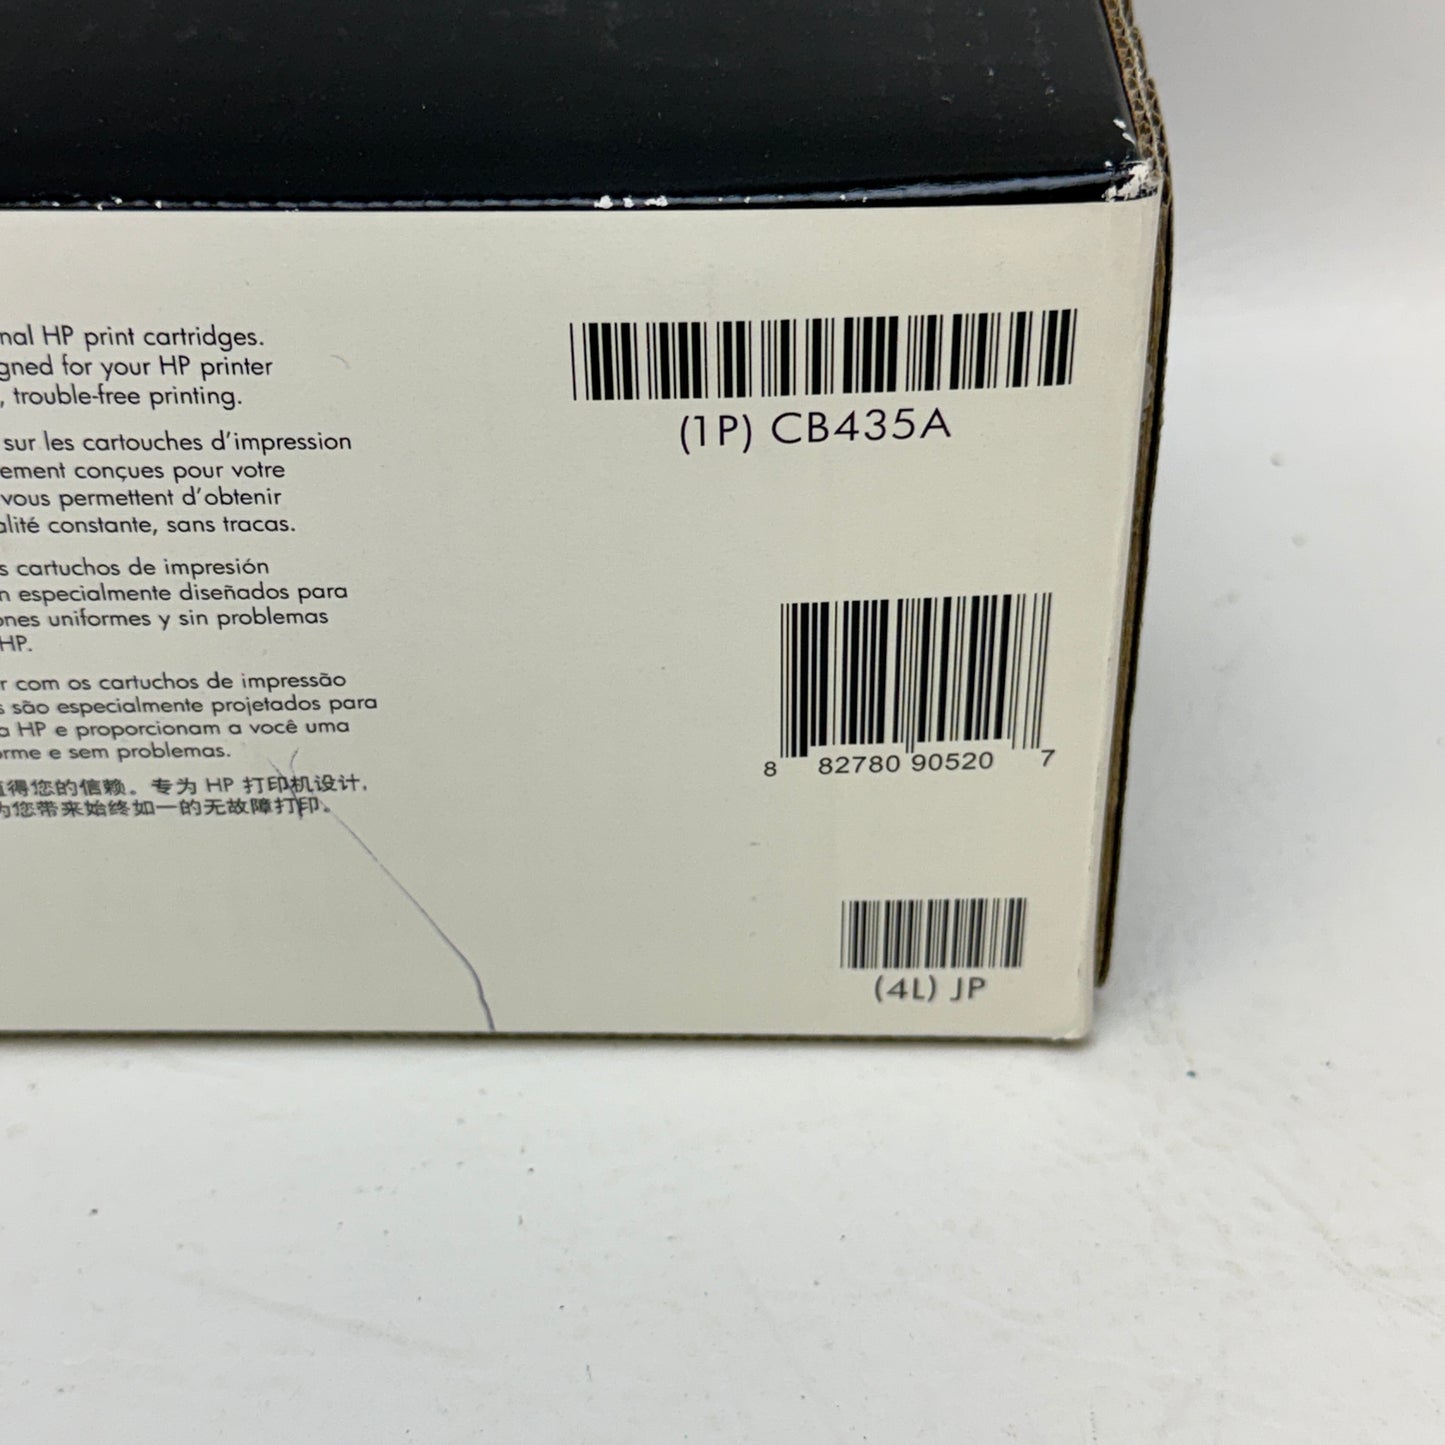 nal HP print cartridges.
gned for your HP printer
, trouble-free printing.
sur les cartouches d'impression
ement conçues pour votre
vous permettent d'obtenir
alité constante, sans tracas.
s cartuchos de impresión
n especialmente diseñados para
ones uniformes y sin problemas
HP.
r com os cartuchos de impressão
s são especialmente projetados para
a HP e proporcionam a você uma
orme e sem problemas.
值得您的信赖。专为 HP 打印机设计,
为您带来始终如一的无故障打印。
(1P) CB435A
8 82780 90520 7
(4L) JP